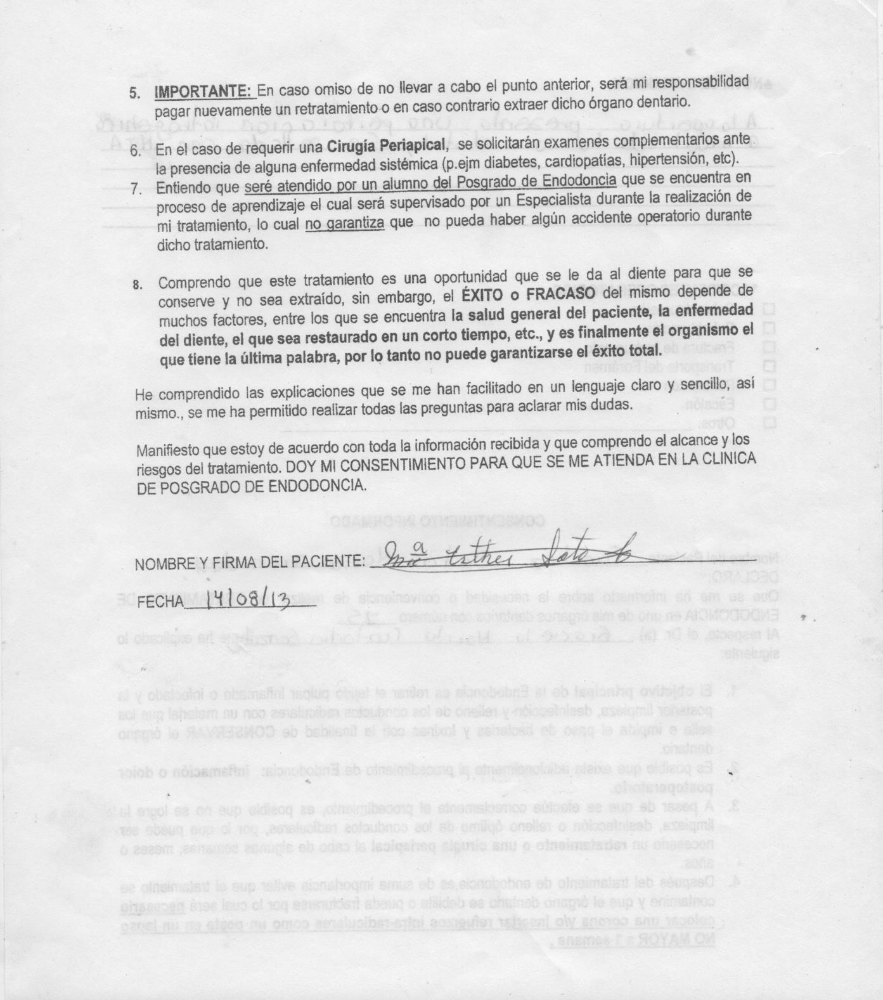 5. IMPORTANTE: En caso omiso de no llevar a cabo el punto anterior, será mi responsabilidad
pagar nuevamente un retratamiento o en caso contrario extraer dicho órgano dentario.
6. En el caso de requerir una Cirugía Periapical, se solicitarán examenes complementarios ante
la presencia de alguna enfermedad sistémica (p.ejm diabetes, cardiopatías, hipertensión, etc).
7. Entiendo que seré atendido por un alumno del Posgrado de Endodoncia que se encuentra en
proceso de aprendizaje el cual será supervisado por un Especialista durante la realización de
mi tratamiento, lo cual no garantiza que no pueda haber algún accidente operatorio durante
dicho tratamiento.
8. Comprendo que este tratamiento es una oportunidad que se le da al diente para que se
conserve y no sea extraído, sin embargo, el ÉXITO o FRACASO del mismo depende de
muchos factores, entre los que se encuentra la salud general del paciente, la enfermedad
del diente, el que sea restaurado en un corto tiempo, etc., y es finalmente el organismo el
que tiene la última palabra, por lo tanto no puede garantizarse el éxito total.
He comprendido las explicaciones que se me han facilitado en un lenguaje claro y sencillo, así
mismo., se me ha permitido realizar todas las preguntas para aclarar mis dudas.
Manifiesto que estoy de acuerdo con toda la información recibida y que comprendo el alcance y los
riesgos del tratamiento. DOY MI CONSENTIMIENTO PARA QUE SE ME ATIENDA EN LA CLINICA
DE POSGRADO DE ENDODONCIA.
NOMBRE Y FIRMA DEL PACIENTE: Ma Esther Soto
FECHA 14/08/13